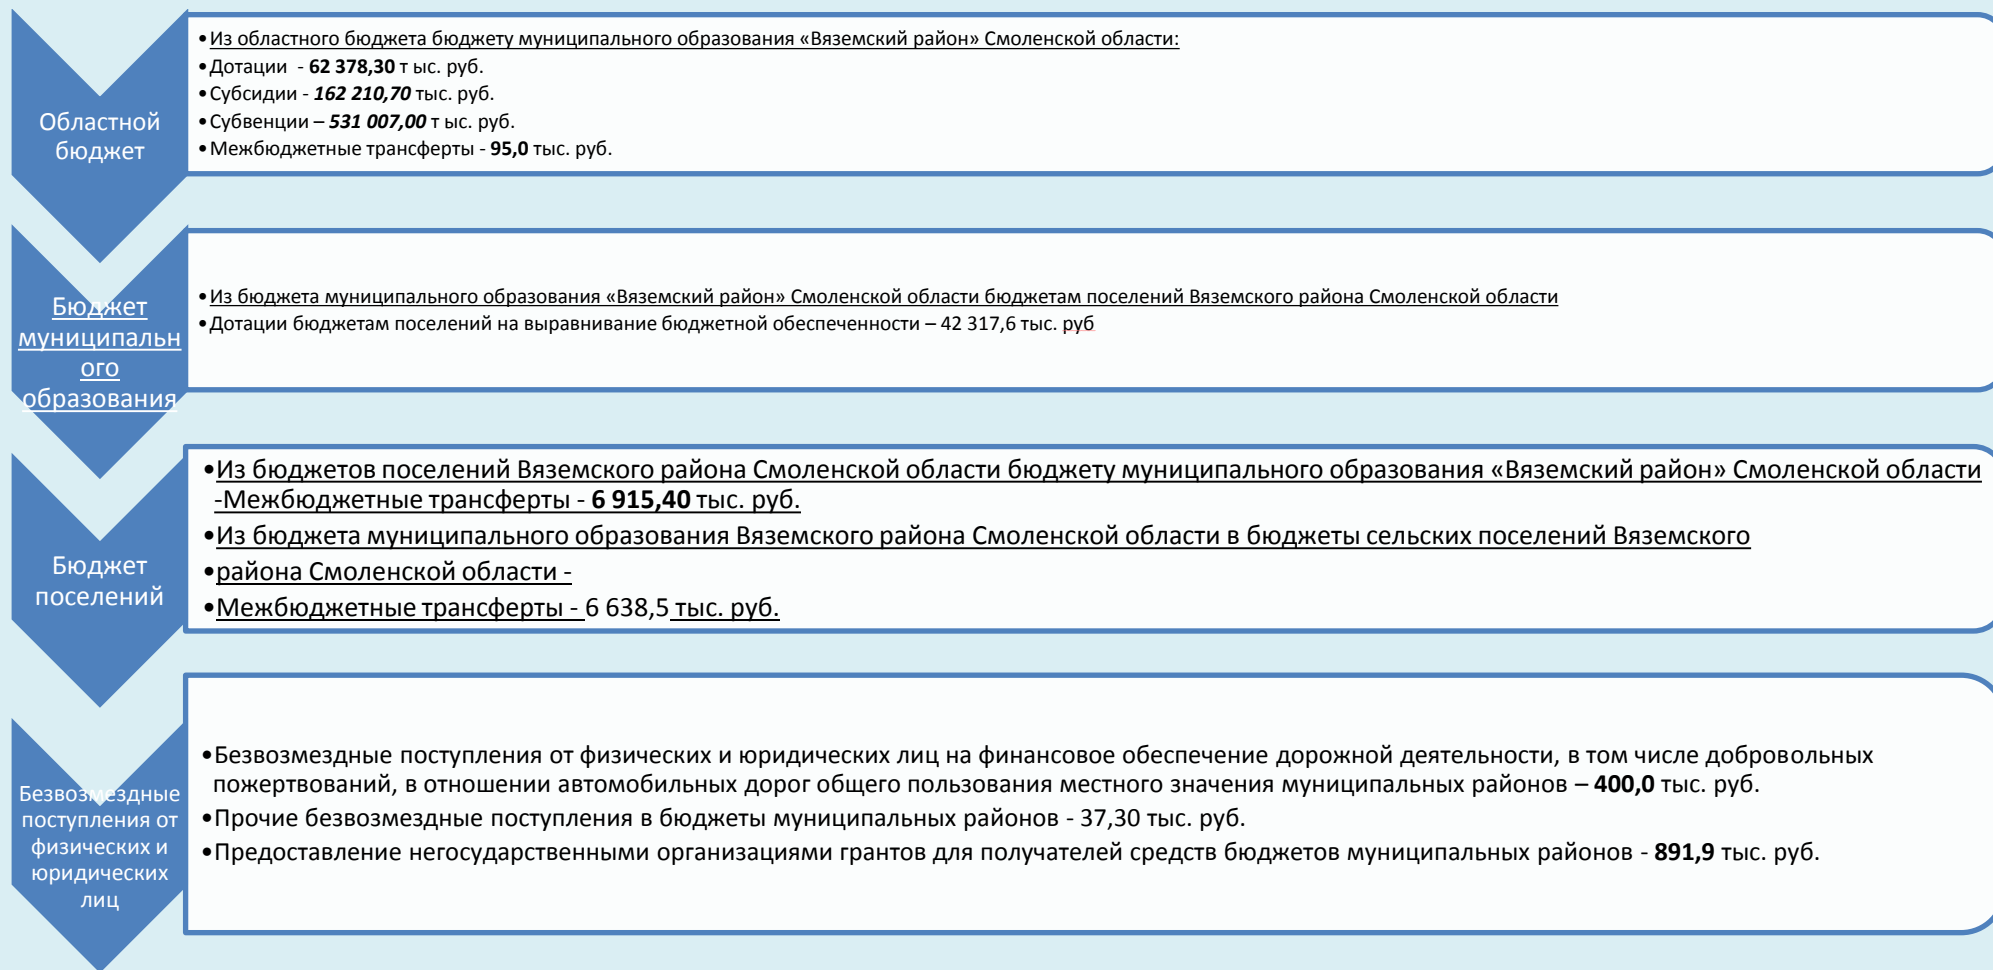 Областной
бюджет
•Из областного бюджета бюджету муниципального образования «Вяземский район» Смоленской области:
•Дотации - 62 378,30 т ыс. руб.
•Субсидии - 162 210,70 тыс. руб.
•Субвенции – 531 007,00 т ыс. руб.
•Межбюджетные трансферты - 95,0 тыс. руб.
Бюджет
муниципальн
ого
образования
•Из бюджета муниципального образования «Вяземский район» Смоленской области бюджетам поселений Вяземского района Смоленской области
•Дотации бюджетам поселений на выравнивание бюджетной обеспеченности – 42 317,6 тыс. руб
Бюджет
поселений
•Из бюджетов поселений Вяземского района Смоленской области бюджету муниципального образования «Вяземский район» Смоленской области
-Межбюджетные трансферты - 6 915,40 тыс. руб.
•Из бюджета муниципального образования Вяземского района Смоленской области в бюджеты сельских поселений Вяземского
•района Смоленской области -
•Межбюджетные трансферты - 6 638,5 тыс. руб.
Безвозмездные
поступления от
физических и
юридических
лиц
•Безвозмездные поступления от физических и юридических лиц на финансовое обеспечение дорожной деятельности, в том числе добровольных
пожертвований, в отношении автомобильных дорог общего пользования местного значения муниципальных районов – 400,0 тыс. руб.
•Прочие безвозмездные поступления в бюджеты муниципальных районов - 37,30 тыс. руб.
•Предоставление негосударственными организациями грантов для получателей средств бюджетов муниципальных районов - 891,9 тыс. руб.